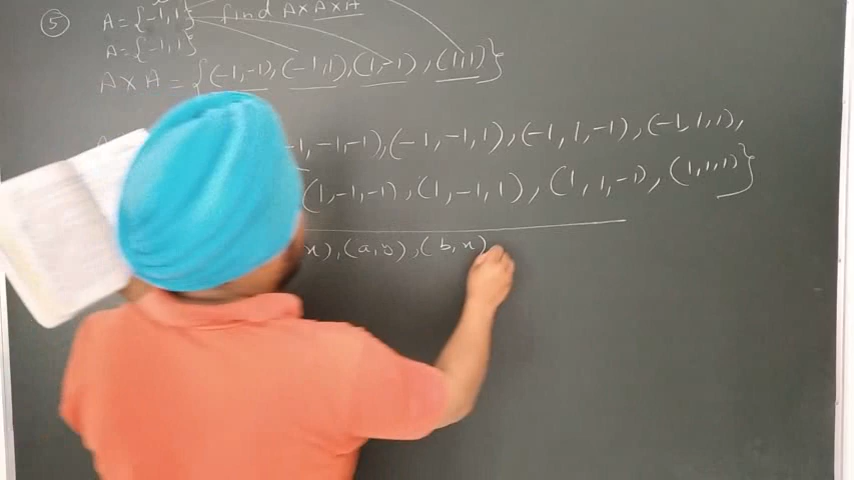 5 A = {-1, 1} find A×A×A
A = {-1, 1}
A × A = {(-1, -1), (-1, 1), (1, -1), (1, 1)}
-1, -1, -1), (-1, -1, 1), (-1, 1, -1), (-1, 1, 1),
(1, -1, -1), (1, -1, 1), (1, 1, -1), (1, 1, 1)}
x), (a, y), (b, x)